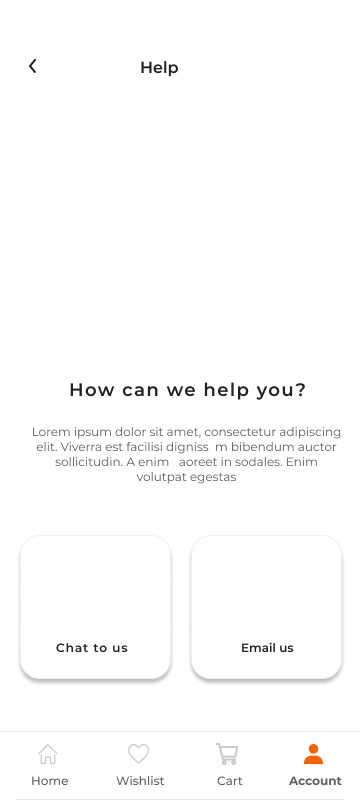 Help
How can we help you?
Lorem ipsum dolor sit amet, consectetur adipiscing
elit. Viverra est facilisi digniss m bibendum auctor
sollicitudin. A enim aoreet in sodales. Enim
volutpat egestas
Chat to us
Email us
Home
Wishlist
Cart
Account